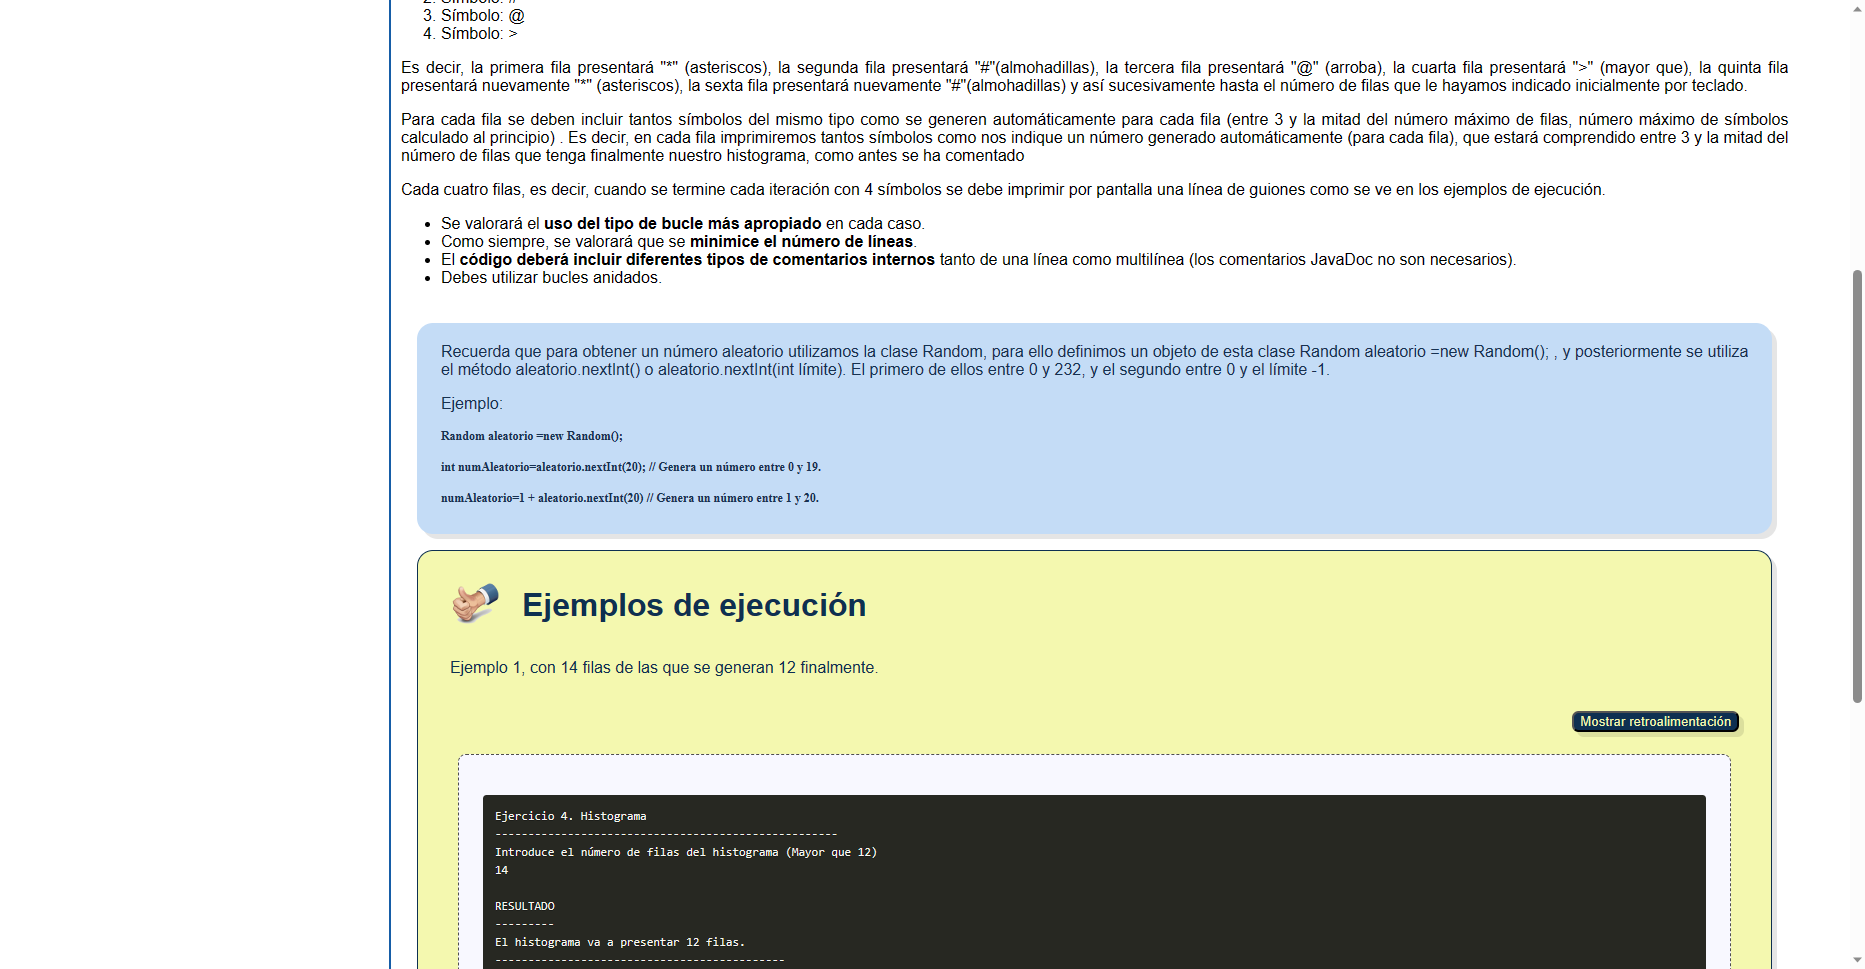 2. Símbolo: #
3. Símbolo: @
4. Símbolo: >
Es decir, la primera fila presentará "*" (asteriscos), la segunda fila presentará "#"(almohadillas), la tercera fila presentará "@" (arroba), la cuarta fila presentará ">" (mayor que), la quinta fila
presentará nuevamente "*" (asteriscos), la sexta fila presentará nuevamente "#"(almohadillas) y así sucesivamente hasta el número de filas que le hayamos indicado inicialmente por teclado.
Para cada fila se deben incluir tantos símbolos del mismo tipo como se generen automáticamente para cada fila (entre 3 y la mitad del número máximo de filas, número máximo de símbolos
calculado al principio) . Es decir, en cada fila imprimiremos tantos símbolos como nos indique un número generado automáticamente (para cada fila), que estará comprendido entre 3 y la mitad del
número de filas que tenga finalmente nuestro histograma, como antes se ha comentado
Cada cuatro filas, es decir, cuando se termine cada iteración con 4 símbolos se debe imprimir por pantalla una línea de guiones como se ve en los ejemplos de ejecución.
• Se valorará el uso del tipo de bucle más apropiado en cada caso.
• Como siempre, se valorará que se minimice el número de líneas.
• El código deberá incluir diferentes tipos de comentarios internos tanto de una línea como multilínea (los comentarios JavaDoc no son necesarios).
• Debes utilizar bucles anidados.
Recuerda que para obtener un número aleatorio utilizamos la clase Random, para ello definimos un objeto de esta clase Random aleatorio =new Random(); , y posteriormente se utiliza
el método aleatorio.nextInt() o aleatorio.nextInt(int límite). El primero de ellos entre 0 y 232, y el segundo entre 0 y el límite -1.
Ejemplo:
Random aleatorio =new Random();
int numAleatorio=aleatorio.nextInt(20); // Genera un número entre 0 y 19.
numAleatorio=1 + aleatorio.nextInt(20) // Genera un número entre 1 y 20.
Ejemplos de ejecución
Ejemplo 1, con 14 filas de las que se generan 12 finalmente.
Mostrar retroalimentación
Ejercicio 4. Histograma
----------------------------------------------------
Introduce el número de filas del histograma (Mayor que 12)
14
RESULTADO
---------
El histograma va a presentar 12 filas.
--------------------------------------------